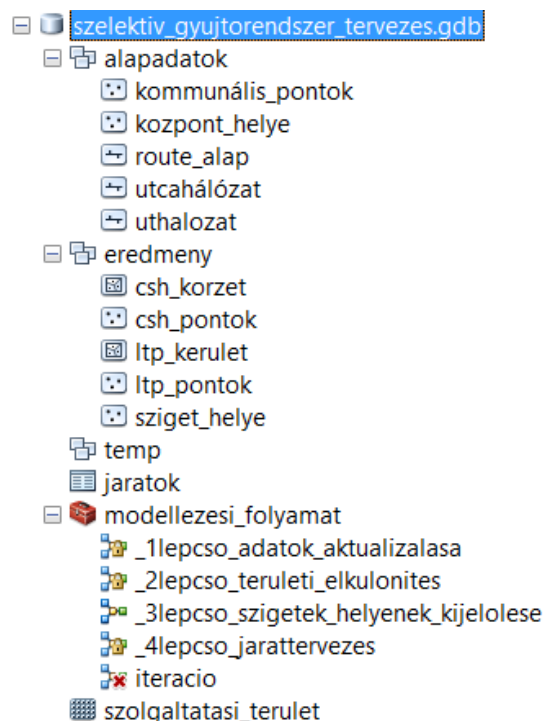 szelektiv_gyujtorendszer_tervezes.gdb
alapadatok
kommunális_pontok
kozpont_helye
route_alap
utcahálózat
uthalozat
eredmeny
csh_korzet
csh_pontok
ltp_kerulet
ltp_pontok
sziget_helye
temp
jaratok
modellezesi_folyamat
_1lepcso_adatok_aktualizalasa
_2lepcso_teruleti_elkulonites
_3lepcso_szigetek_helyenek_kijelolese
_4lepcso_jarattervezes
iteracio
szolgaltatasi_terulet